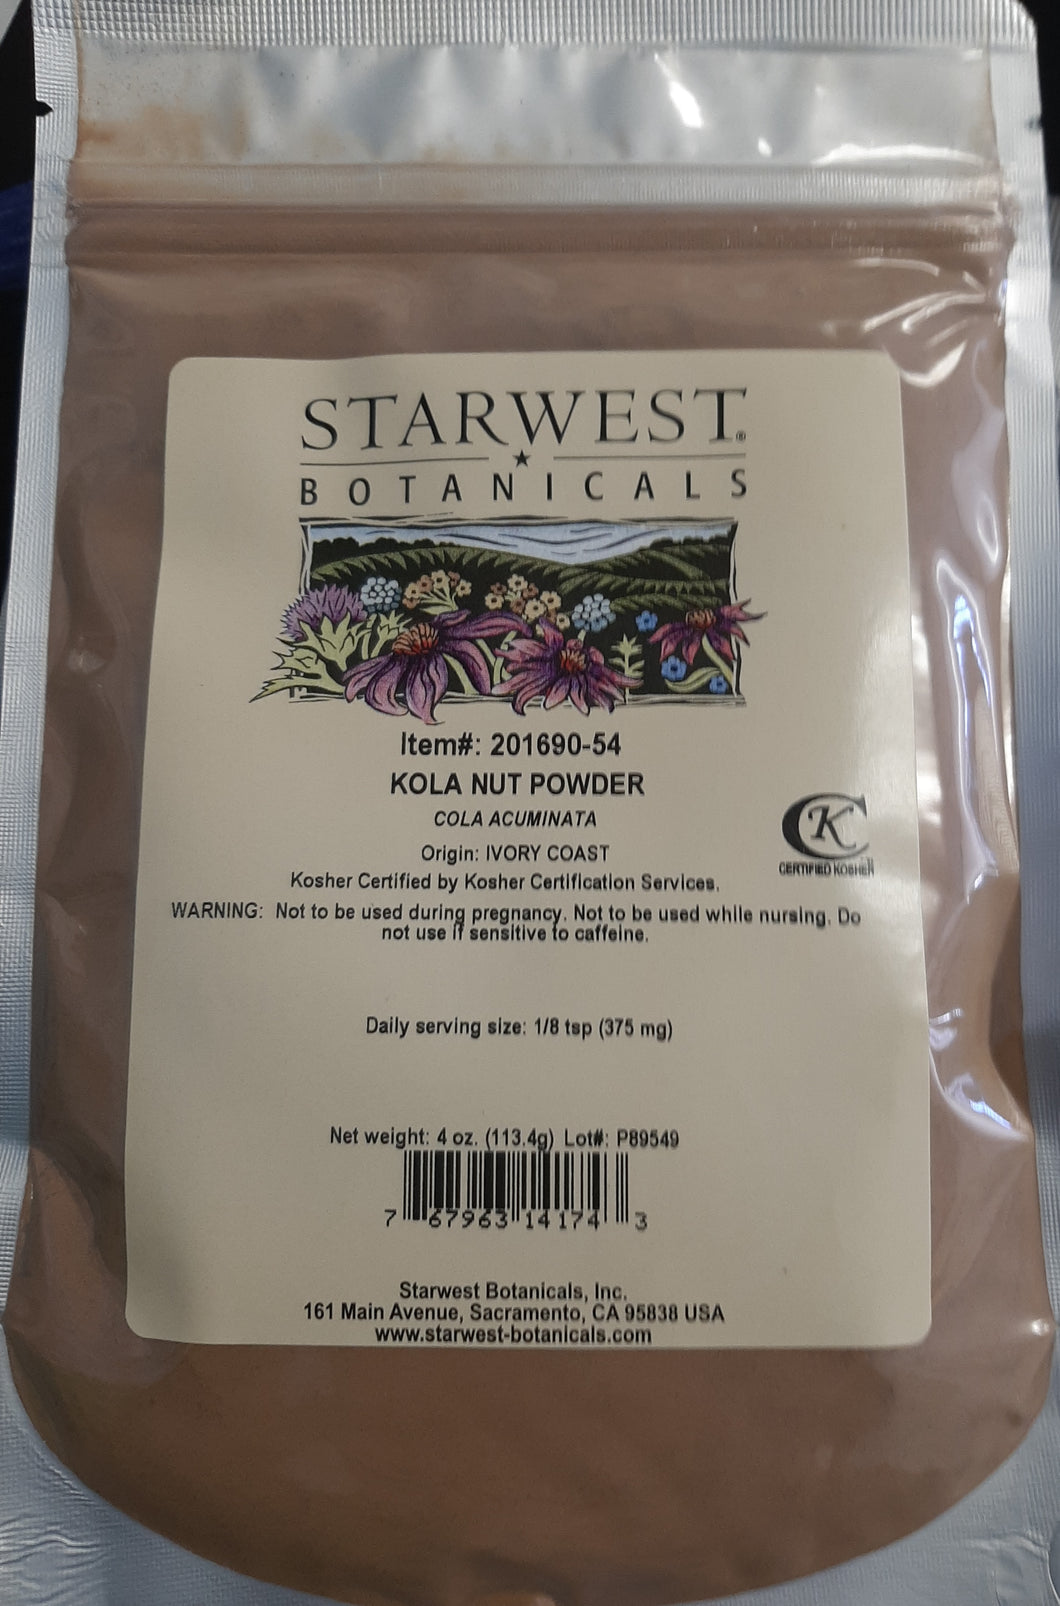 STARWEST®
BOTANICALS
Item#: 201690-54
KOLA NUT POWDER
COLA ACUMINATA
Origin: IVORY COAST
K
CERTIFIED KOSHER
Kosher Certified by Kosher Certification Services.
WARNING: Not to be used during pregnancy. Not to be used while nursing. Do
not use if sensitive to caffeine.
Daily serving size: 1/8 tsp (375 mg)
Net weight: 4 oz. (113.4g) Lot#: P89549
7 67963 14174 3
Starwest Botanicals, Inc.
161 Main Avenue, Sacramento, CA 95838 USA
www.starwest-botanicals.com